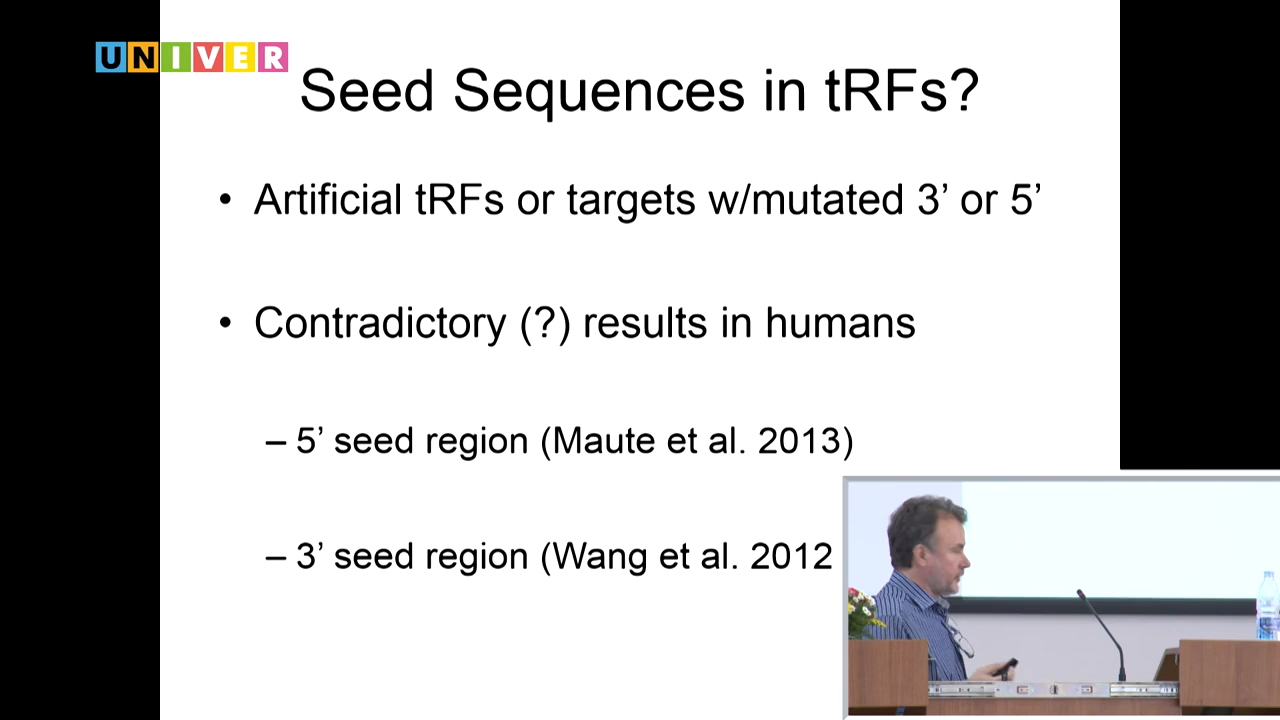 UNIVER
Seed Sequences in tRFs?
• Artificial tRFs or targets w/mutated 3’ or 5’
• Contradictory (?) results in humans
– 5’ seed region (Maute et al. 2013)
– 3’ seed region (Wang et al. 2012